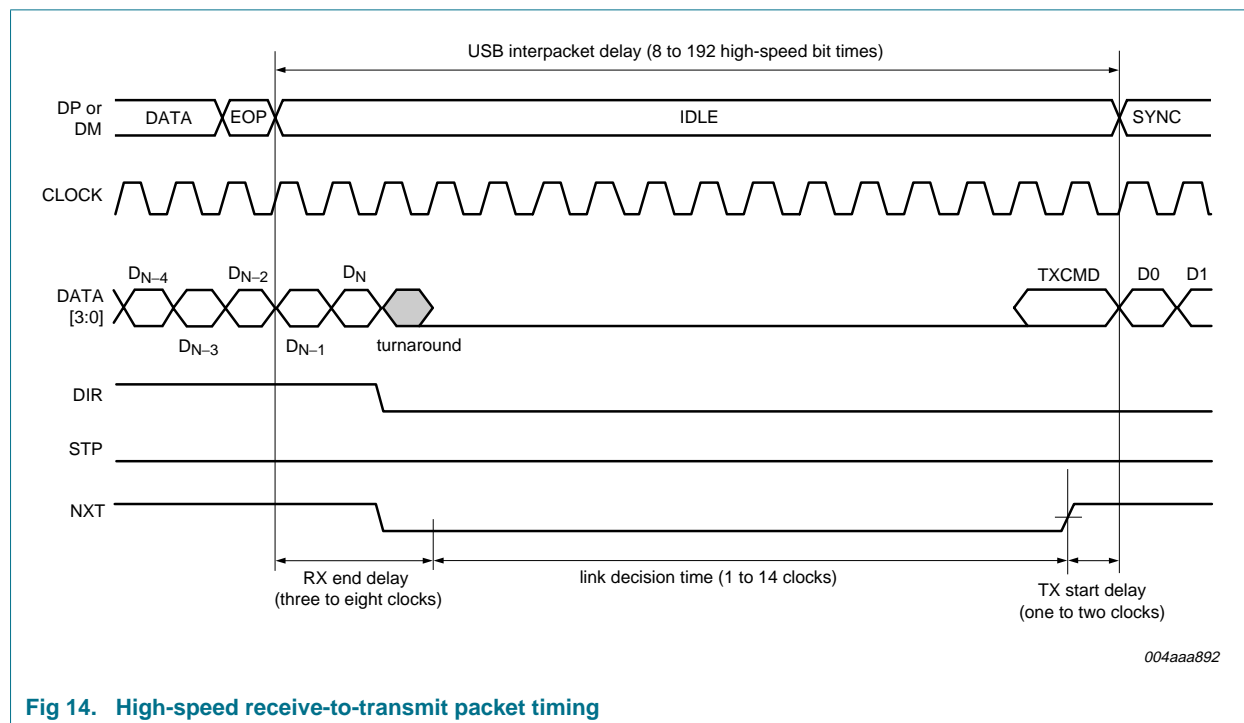 USB interpacket delay (8 to 192 high-speed bit times)
DP or
DM
DATA
EOP
IDLE
SYNC
CLOCK
DATA
[3:0]
DN–4
DN–3
DN–2
DN–1
DN
turnaround
TXCMD
D0
D1
DIR
STP
NXT
RX end delay
(three to eight clocks)
link decision time (1 to 14 clocks)
TX start delay
(one to two clocks)
004aaa892
Fig 14. High-speed receive-to-transmit packet timing